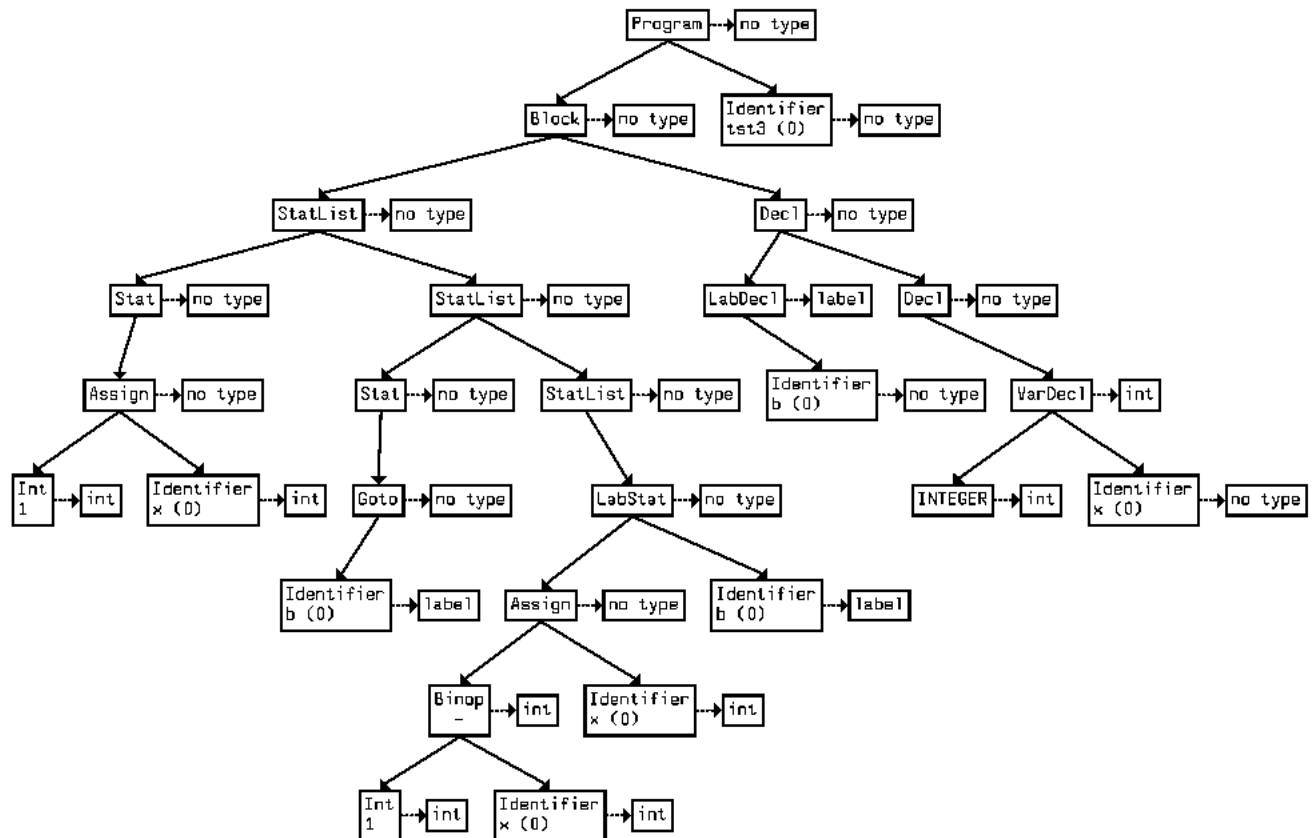 Program
no type
Block
no type
Identifier
tst3 (0)
no type
StatList
no type
Decl
no type
Stat
no type
StatList
no type
LabDecl
label
Decl
no type
Assign
no type
Stat
no type
StatList
no type
Identifier
b (0)
no type
VarDecl
int
Int
1
int
Identifier
x (0)
int
Goto
no type
LabStat
no type
INTEGER
int
Identifier
x (0)
no type
Identifier
b (0)
label
Assign
no type
Identifier
b (0)
label
Binop
-
int
Identifier
x (0)
int
Int
1
int
Identifier
x (0)
int